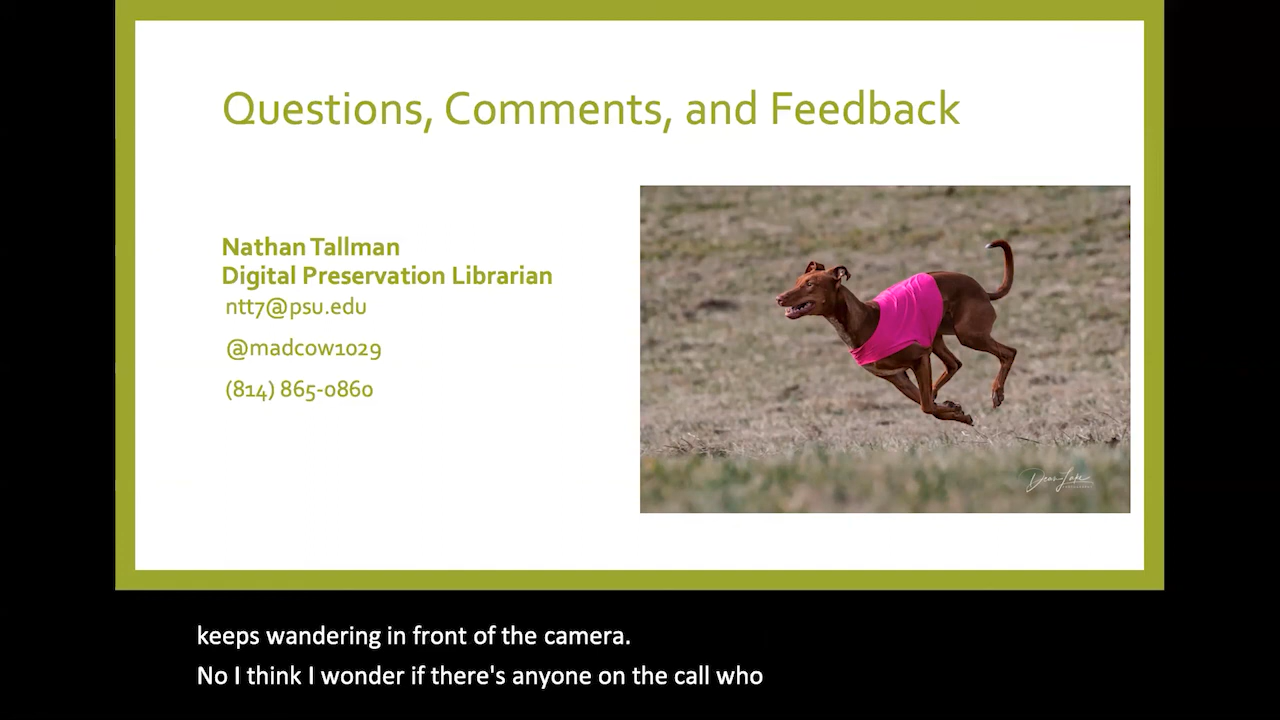 Questions, Comments, and Feedback
Nathan Tallman
Digital Preservation Librarian
ntt7@psu.edu
@madcow1029
(814) 865-0860
keeps wandering in front of the camera.
No I think I wonder if there's anyone on the call who